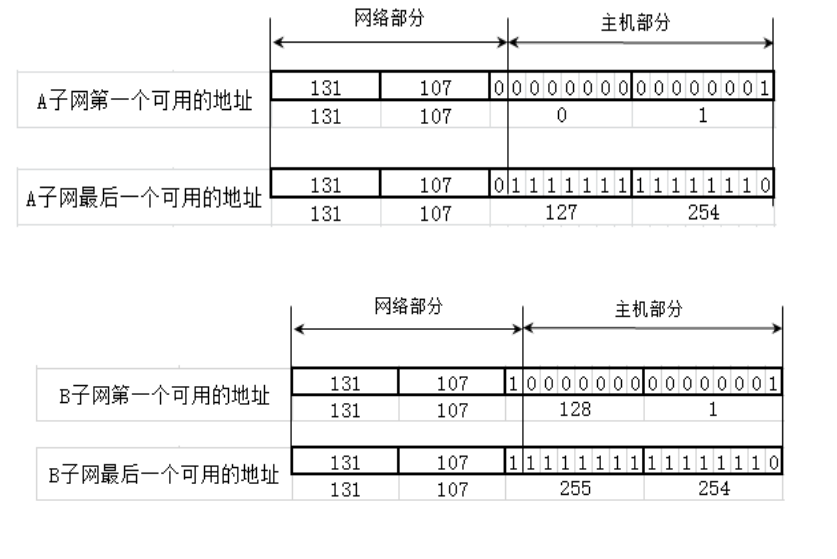 网络部分 主机部分
A子网第一个可用的地址 131 107 0 0 0 0 0 0 0 0 0 0 0 0 0 0 0 1
131 107 0 1
A子网最后一个可用的地址 131 107 0 1 1 1 1 1 1 1 1 1 1 1 1 1 1 0
131 107 127 254
网络部分 主机部分
B子网第一个可用的地址 131 107 1 0 0 0 0 0 0 0 0 0 0 0 0 0 0 1
131 107 128 1
B子网最后一个可用的地址 131 107 1 1 1 1 1 1 1 1 1 1 1 1 1 1 1 0
131 107 255 254